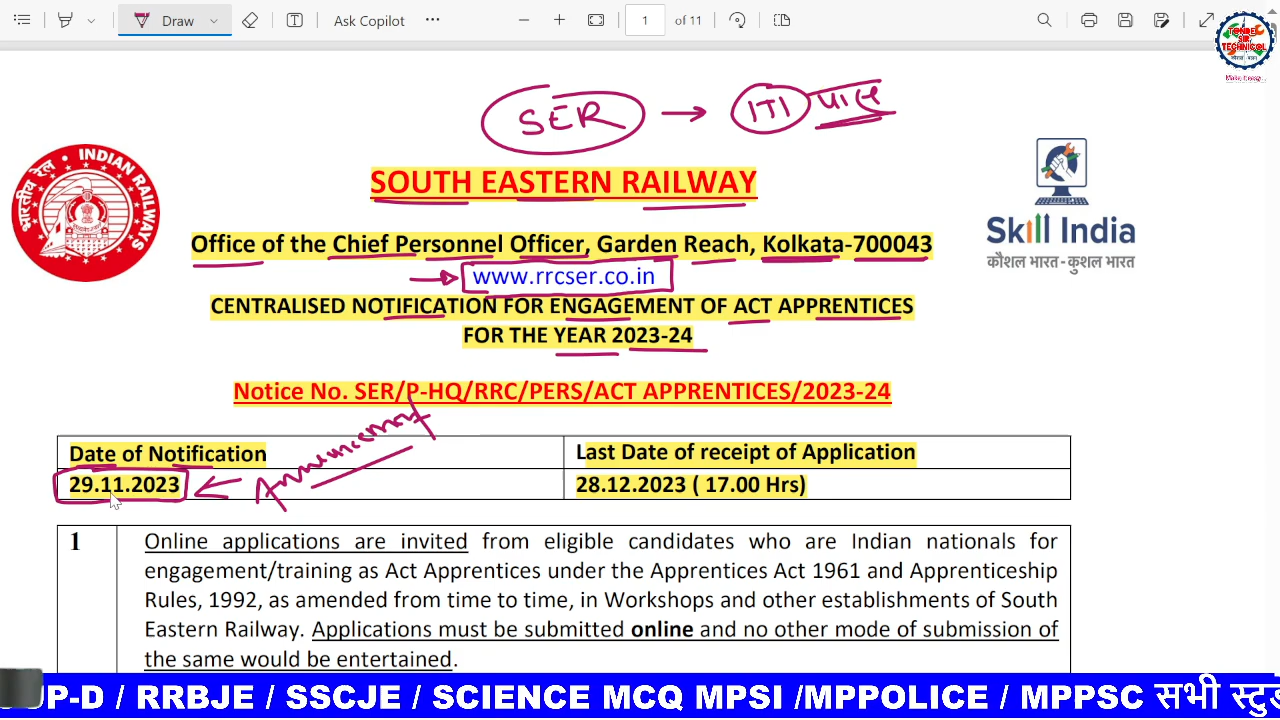 Draw
Ask Copilot
1 of 11
TONDE SIR TECHNICAL
SER → ITI पास
SOUTH EASTERN RAILWAY
INDIAN RAILWAYS
भारतीय रेल
Office of the Chief Personnel Officer, Garden Reach, Kolkata-700043
Skill India
कौशल भारत-कुशल भारत
www.rrcser.co.in
CENTRALISED NOTIFICATION FOR ENGAGEMENT OF ACT APPRENTICES
FOR THE YEAR 2023-24
Notice No. SER/P-HQ/RRC/PERS/ACT APPRENTICES/2023-24
Date of Notification
Last Date of receipt of Application
29.11.2023
28.12.2023 ( 17.00 Hrs)
1
Online applications are invited from eligible candidates who are Indian nationals for
engagement/training as Act Apprentices under the Apprentices Act 1961 and Apprenticeship
Rules, 1992, as amended from time to time, in Workshops and other establishments of South
Eastern Railway. Applications must be submitted online and no other mode of submission of
the same would be entertained.
UP-D / RRBJE / SSCJE / SCIENCE MCQ MPSI /MPPOLICE / MPPSC सभी